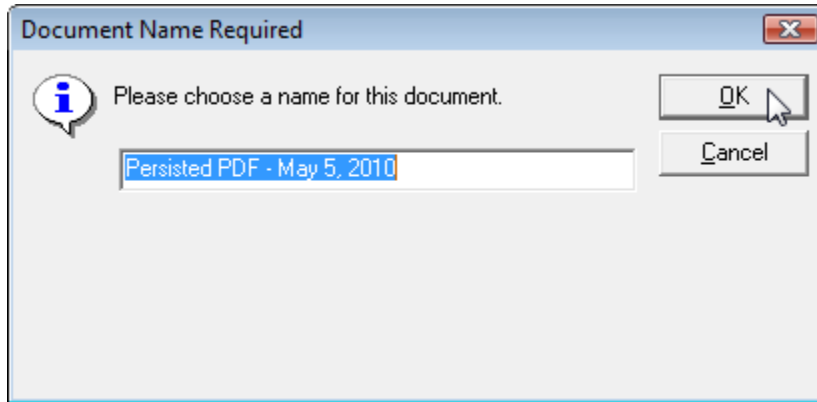 Document Name Required
Please choose a name for this document.
OK
Cancel
Persisted PDF - May 5, 2010